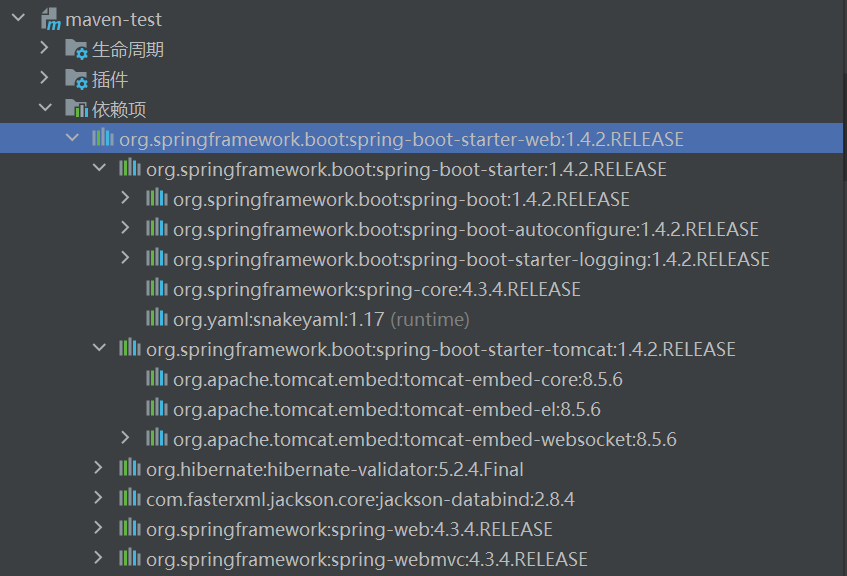 maven-test
生命周期
插件
依赖项
org.springframework.boot:spring-boot-starter-web:1.4.2.RELEASE
org.springframework.boot:spring-boot-starter:1.4.2.RELEASE
org.springframework.boot:spring-boot:1.4.2.RELEASE
org.springframework.boot:spring-boot-autoconfigure:1.4.2.RELEASE
org.springframework.boot:spring-boot-starter-logging:1.4.2.RELEASE
org.springframework:spring-core:4.3.4.RELEASE
org.yaml:snakeyaml:1.17 (runtime)
org.springframework.boot:spring-boot-starter-tomcat:1.4.2.RELEASE
org.apache.tomcat.embed:tomcat-embed-core:8.5.6
org.apache.tomcat.embed:tomcat-embed-el:8.5.6
org.apache.tomcat.embed:tomcat-embed-websocket:8.5.6
org.hibernate:hibernate-validator:5.2.4.Final
com.fasterxml.jackson.core:jackson-databind:2.8.4
org.springframework:spring-web:4.3.4.RELEASE
org.springframework:spring-webmvc:4.3.4.RELEASE